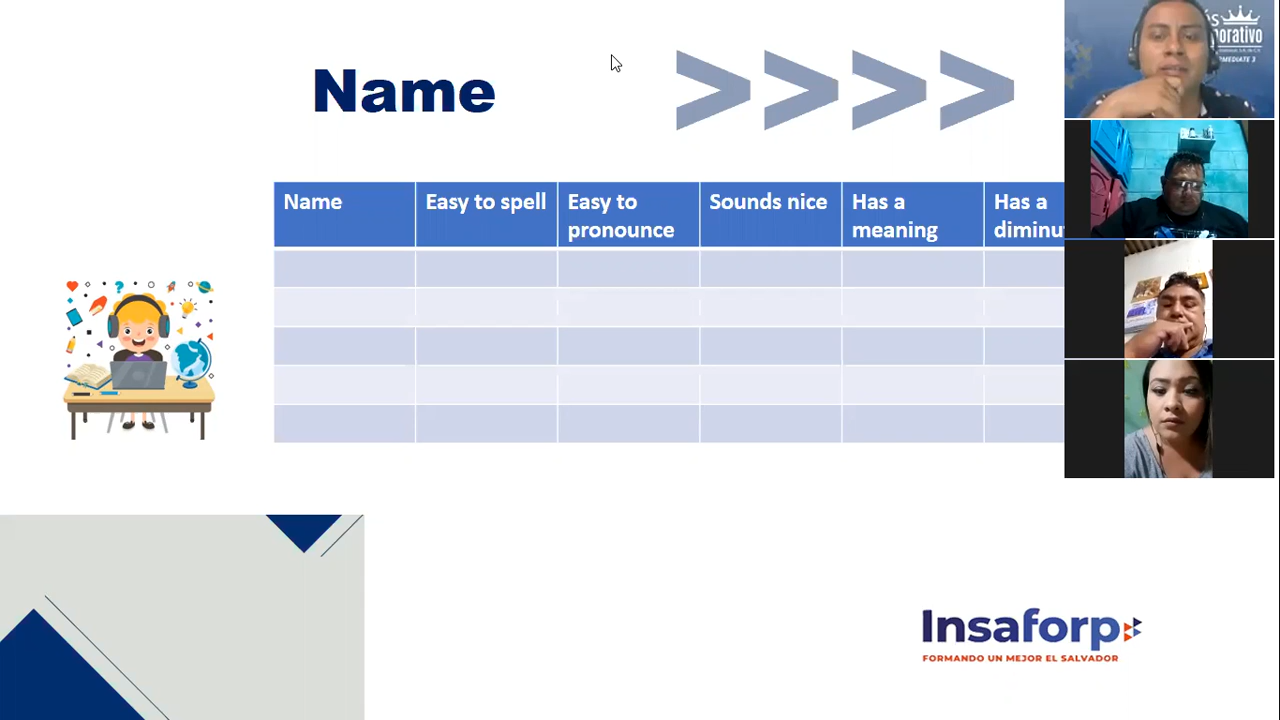 Name
Name
Easy to spell
Easy to
pronounce
Sounds nice
Has a
meaning
Has a
diminu
Insaforp
FORMANDO UN MEJOR EL SALVADOR